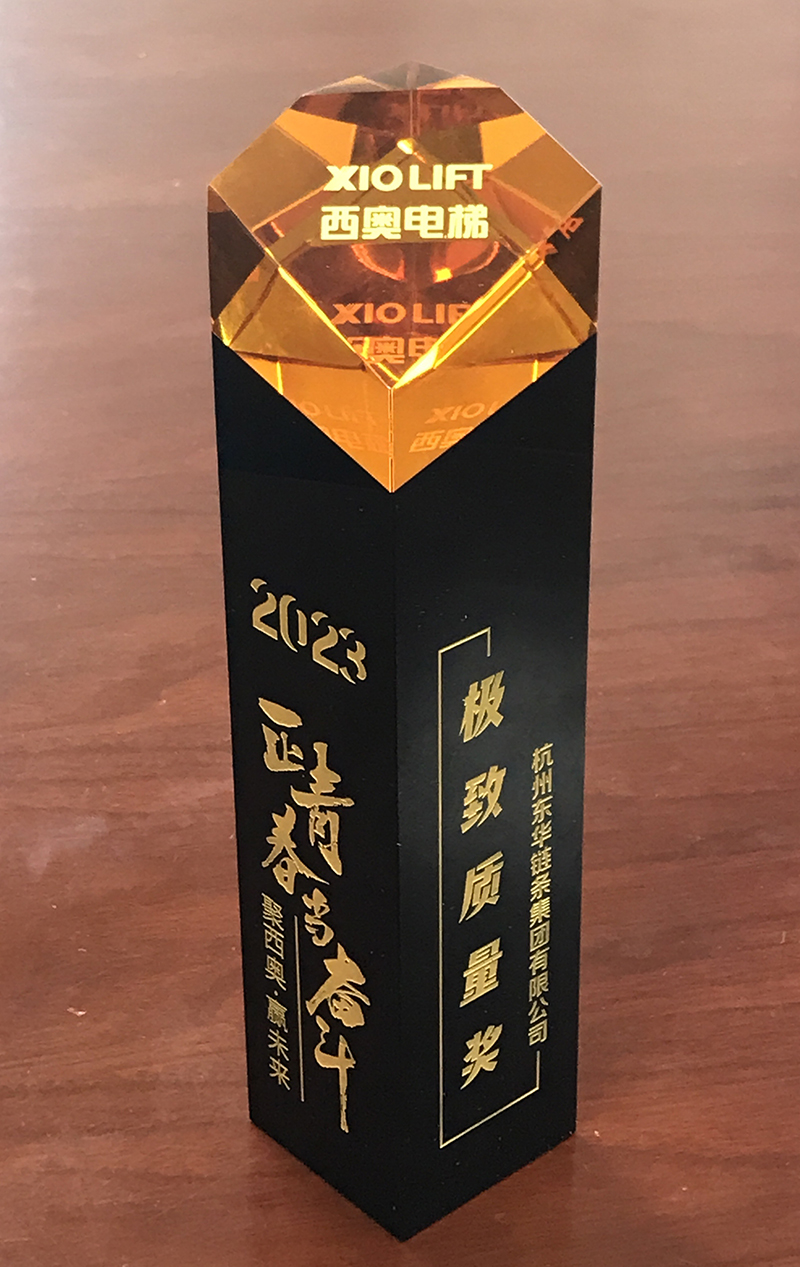 XIO LIFT
西奥电梯
2023
正青春当奋斗
聚西奥·赢未来
极致质量奖
杭州东华链条集团有限公司